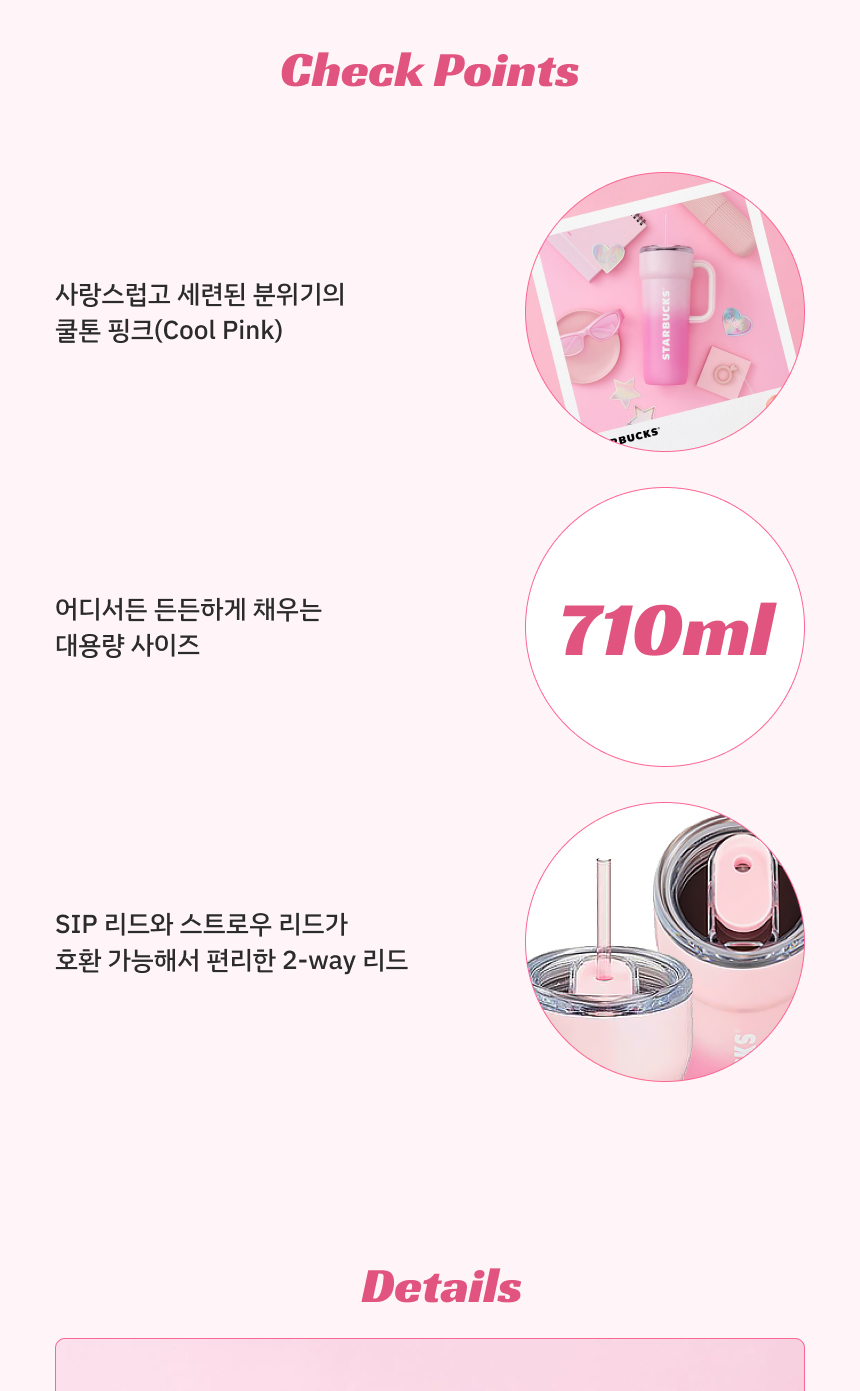 Check Points
사랑스럽고 세련된 분위기의
쿨톤 핑크(Cool Pink)
STARBUCKS
RBUCKS
어디서든 든든하게 채우는
대용량 사이즈
710ml
SIP 리드와 스트로우 리드가
호환 가능해서 편리한 2-way 리드
CKS
Details